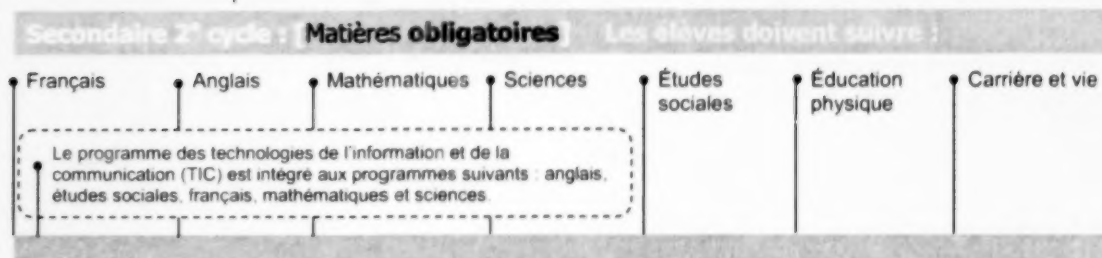 Secondaire 2e cycle : [Matières obligatoires] Les élèves doivent suivre :
Français
Anglais
Mathématiques
Sciences
Études
sociales
Éducation
physique
Carrière et vie
Le programme des technologies de l'information et de la
communication (TIC) est intégré aux programmes suivants : anglais,
études sociales, français, mathématiques et sciences.